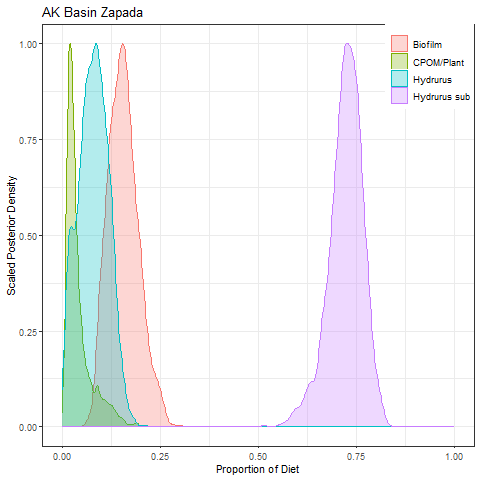 AK Basin Zapada
1.00
0.75
0.50
0.25
0.00
Scaled Posterior Density
Biofilm
CPOM/Plant
Hydrurus
Hydrurus sub
0.00 0.25 0.50 0.75 1.00
Proportion of Diet